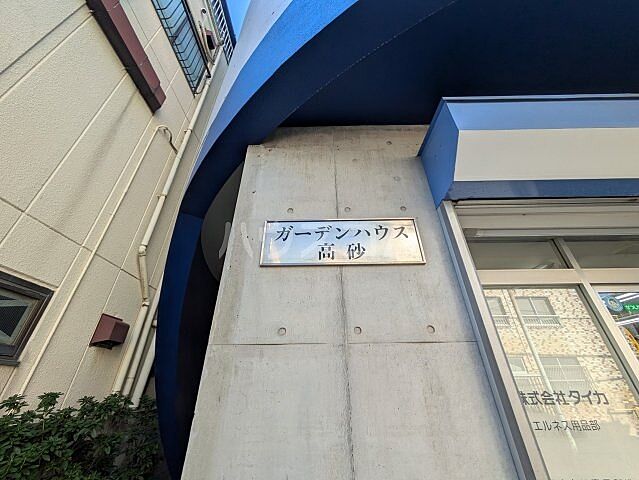 ガーデンハウス
高砂
株式会社タイカ
エルネス用品部